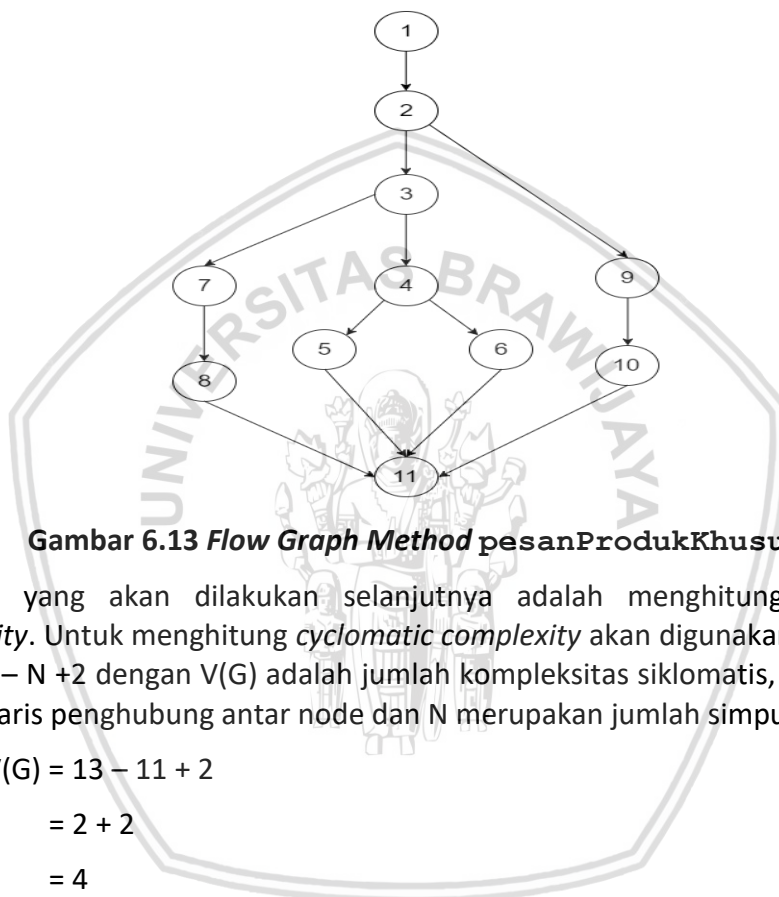 1
2
3
7
4
9
5
6
8
10
11
UNIVERSITAS BRAWIJAYA
Gambar 6.13 Flow Graph Method pesanProdukKhusu
yang akan dilakukan selanjutnya adalah menghitung
ity. Untuk menghitung cyclomatic complexity akan digunakan
– N +2 dengan V(G) adalah jumlah kompleksitas siklomatis,
aris penghubung antar node dan N merupakan jumlah simpu
(G) = 13 – 11 + 2
= 2 + 2
= 4